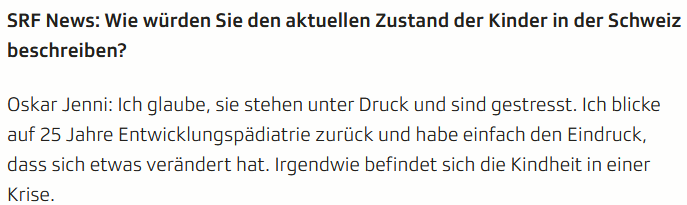 SRF News: Wie würden Sie den aktuellen Zustand der Kinder in der Schweiz
beschreiben?
Oskar Jenni: Ich glaube, sie stehen unter Druck und sind gestresst. Ich blicke
auf 25 Jahre Entwicklungspädiatrie zurück und habe einfach den Eindruck,
dass sich etwas verändert hat. Irgendwie befindet sich die Kindheit in einer
Krise.